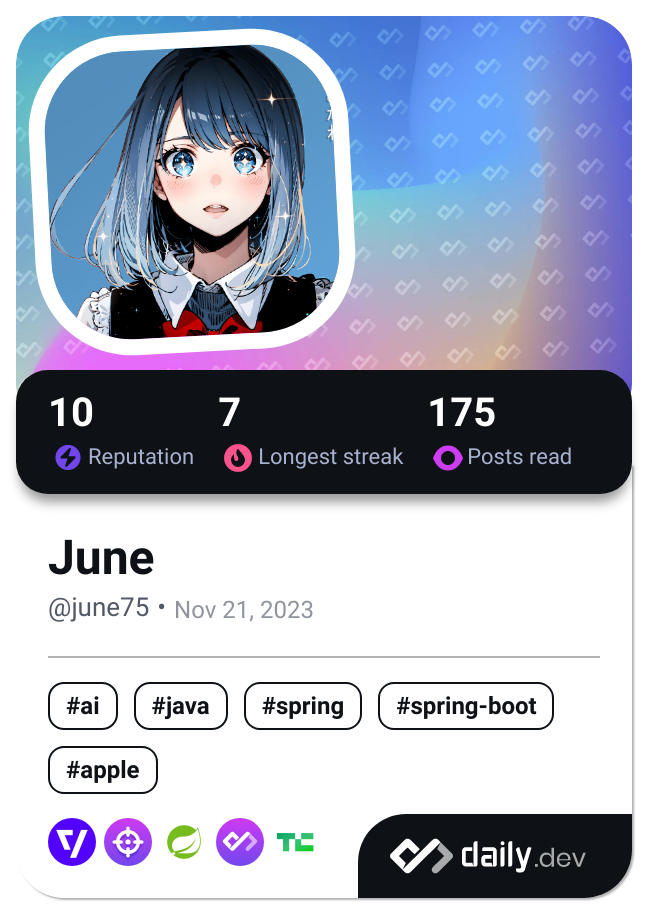 10 7 175
Reputation Longest streak Posts read
June
@june75 • Nov 21, 2023
#ai #java #spring #spring-boot
#apple
TC
daily.dev